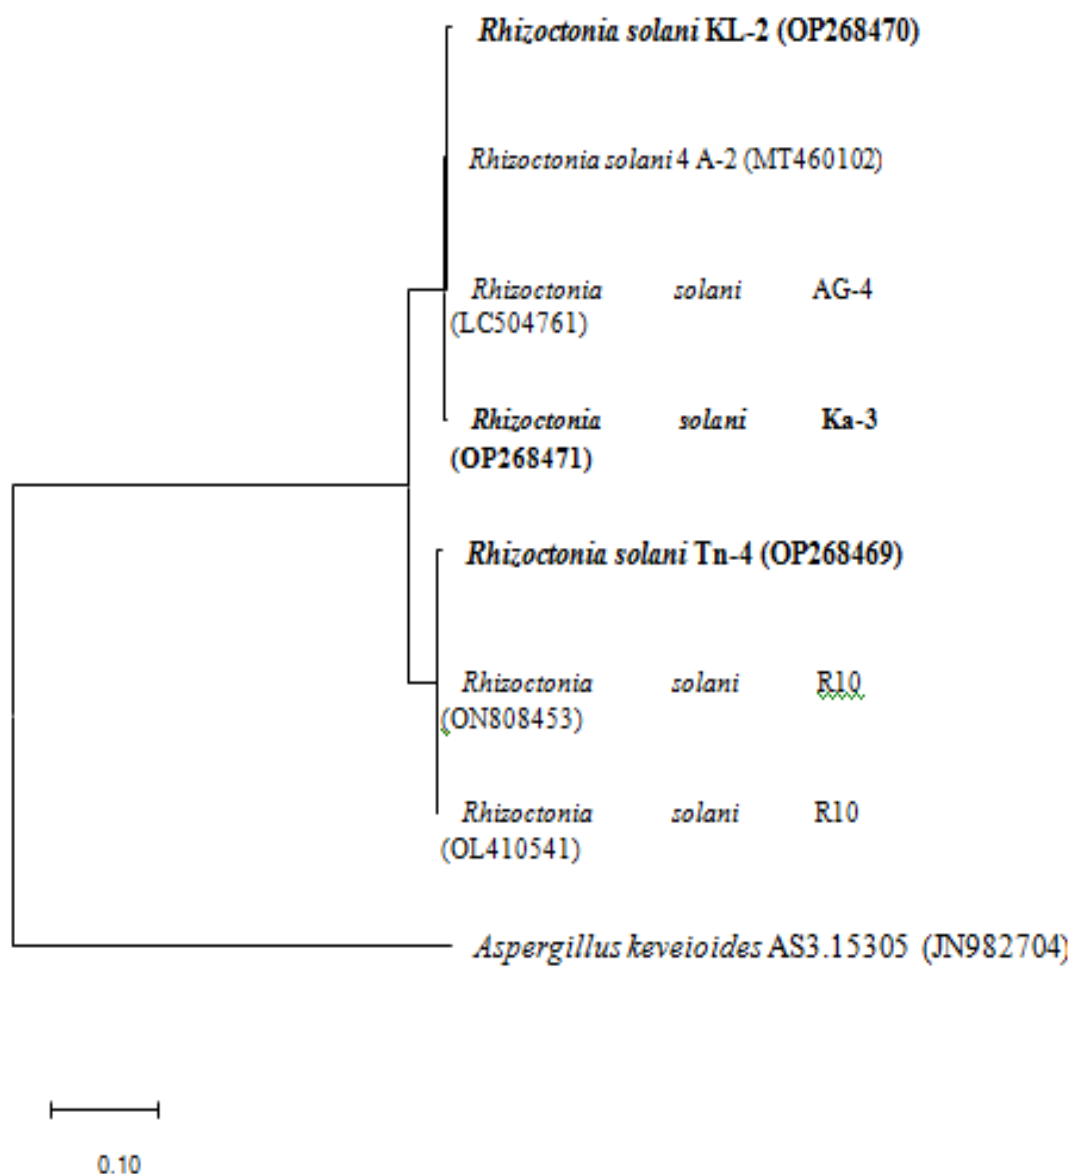 Rhizoctonia solani KL-2 (OP268470)
Rhizoctonia solani 4 A-2 (MT460102)
Rhizoctonia solani AG-4
(LC504761)
Rhizoctonia solani Ka-3
(OP268471)
Rhizoctonia solani Tn-4 (OP268469)
Rhizoctonia solani R10
(ON808453)
Rhizoctonia solani R10
(OL410541)
Aspergillus keveioides AS3.15305 (JN982704)
0.10